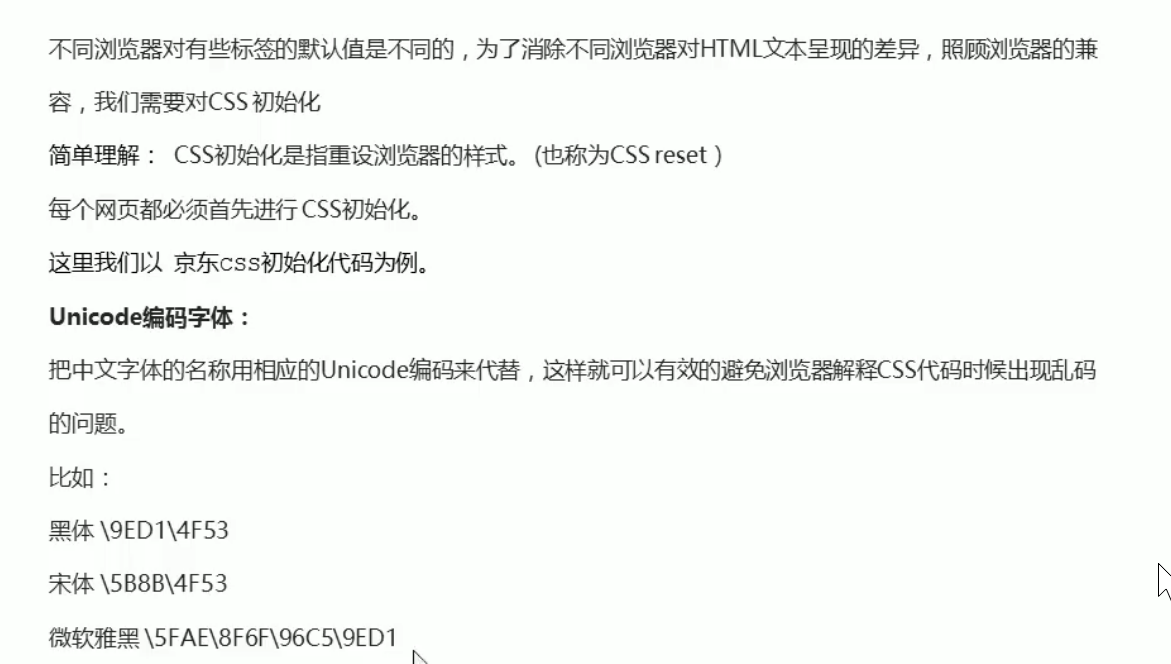 不同浏览器对有些标签的默认值是不同的，为了消除不同浏览器对HTML文本呈现的差异，照顾浏览器的兼
容，我们需要对CSS初始化
简单理解： CSS初始化是指重设浏览器的样式。 (也称为CSS reset）
每个网页都必须首先进行 CSS初始化。
这里我们以 京东css初始化代码为例。
Unicode编码字体：
把中文字体的名称用相应的Unicode编码来代替，这样就可以有效的避免浏览器解释CSS代码时候出现乱码
的问题。
比如：
黑体 \9ED1\4F53
宋体 \5B8B\4F53
微软雅黑 \5FAE\8F6F\96C5\9ED1